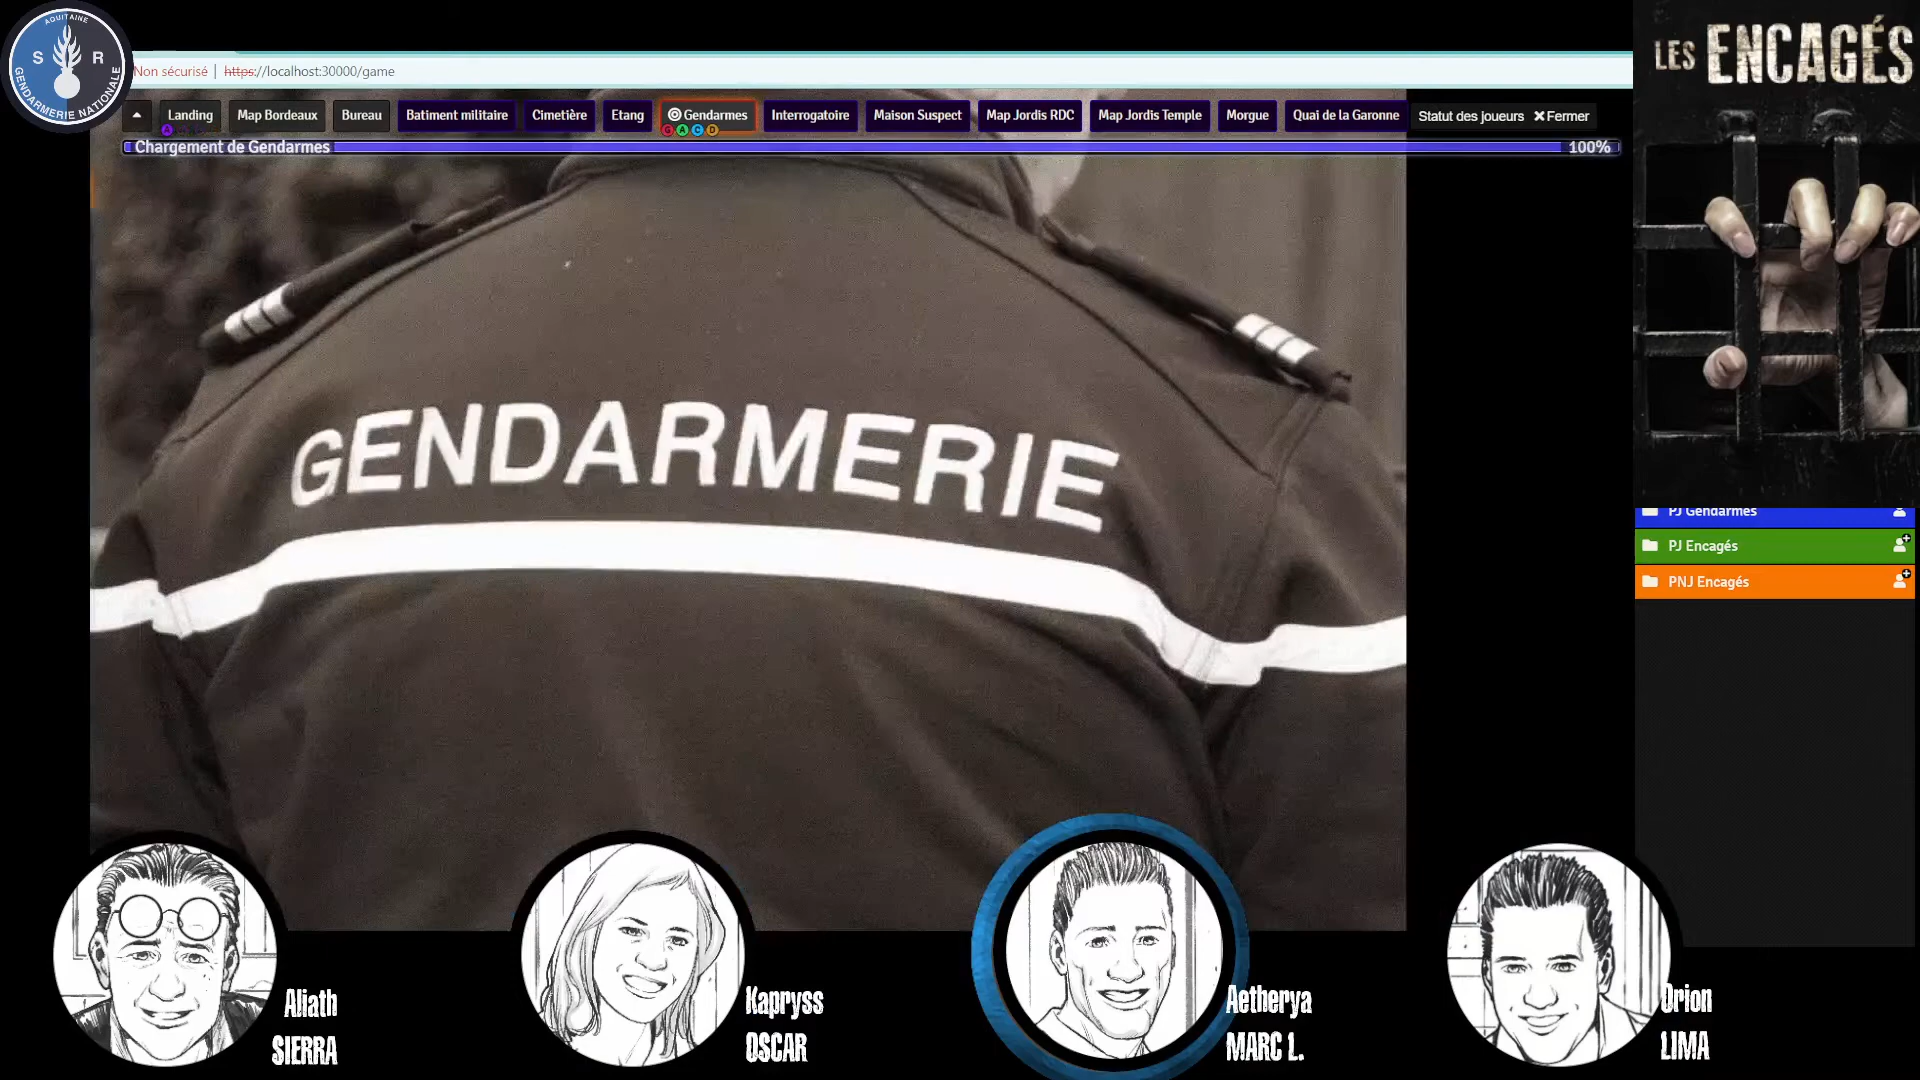 AQUITAINE
S R
GENDARMERIE NATIONALE
LES ENCAGÉS
Non sécurisé | https://localhost:30000/game
Landing Map Bordeaux Bureau Batiment militaire Cimetière Etang Gendarmes Interrogatoire Maison Suspect Map Jordis RDC Map Jordis Temple Morgue Quai de la Garonne Statut des joueurs Fermer
A G A C D
Chargement de Gendarmes 100%
GENDARMERIE
PJ Gendarmes
PJ Encagés
PNJ Encagés
Aliath
SIERRA
Kapryss
OSCAR
Aetherya
MARC L.
Orion
LIMA